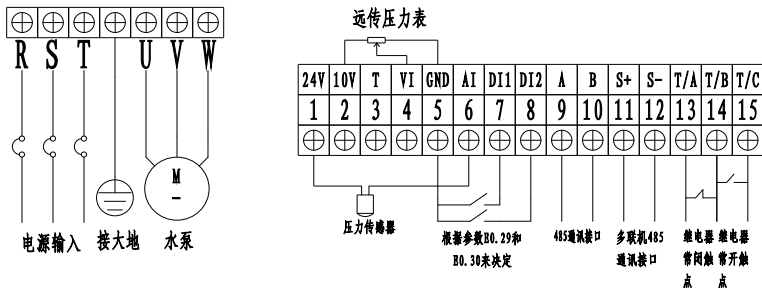 R S T U V W
M
电源输入 接大地 水泵
远传压力表
24V 10V T VI GND AI DI1 DI2 A B S+ S- T/A T/B T/C
1 2 3 4 5 6 7 8 9 10 11 12 13 14 15
压力传感器
根据参数E0.29和
E0.30来决定
485通讯接口
多联机485
通讯接口
继电器
常闭触
点
继电器
常开触
点